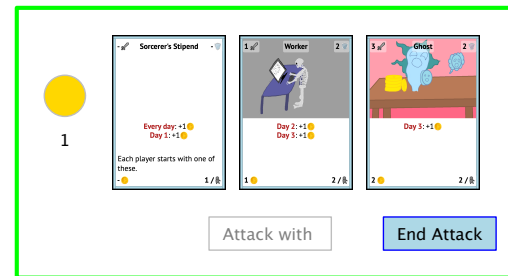 1
- Sorcerer's Stipend -
Every day: +1
Day 1: +1
Each player starts with one of
these.
- 1 /
1 Worker 2
Day 2: +1
Day 3: +1
1 2 /
3 Ghost 2
Day 3: +1
2 2 /
Attack with
End Attack